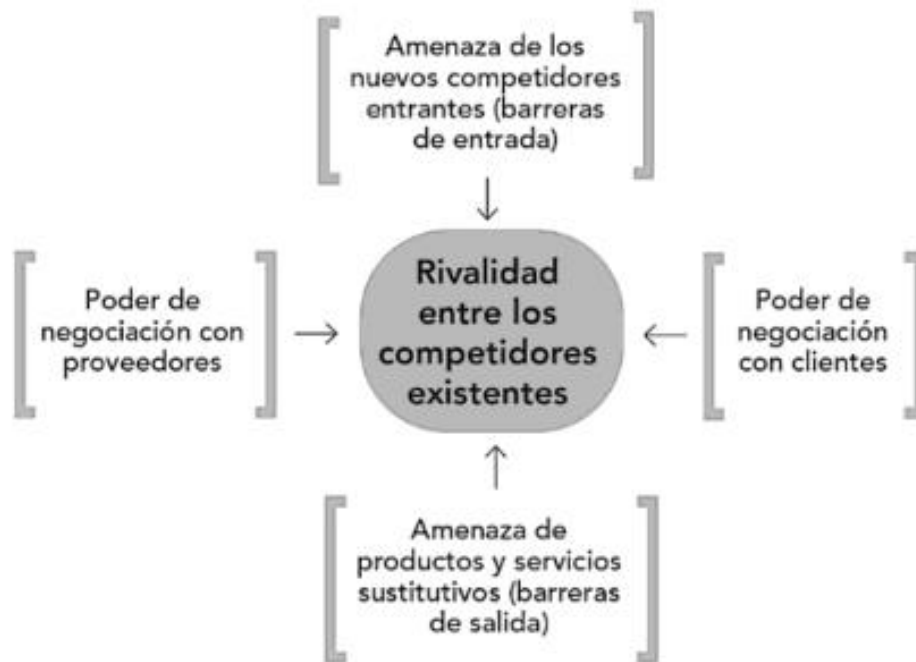 Amenaza de los
nuevos competidores
entrantes (barreras
de entrada)
Poder de
negociación con
proveedores
Rivalidad
entre los
competidores
existentes
Poder de
negociación
con clientes
Amenaza de
productos y servicios
sustitutivos (barreras
de salida)